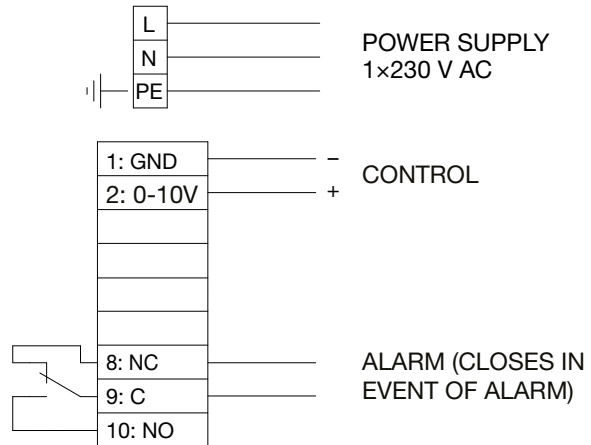 L
N
PE
POWER SUPPLY
1×230 V AC
1: GND
2: 0-10V
–
+
CONTROL
8: NC
9: C
10: NO
ALARM (CLOSES IN
EVENT OF ALARM)